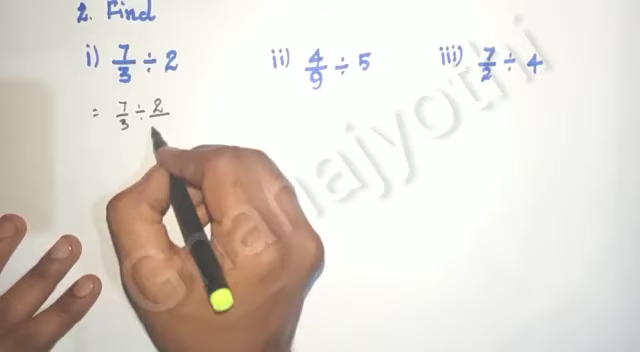 2. Find
i) 7/3 ÷ 2 ii) 4/9 ÷ 5 iii) 7/2 ÷ 4
= 7/3 ÷ 2/
Gnanajyothi